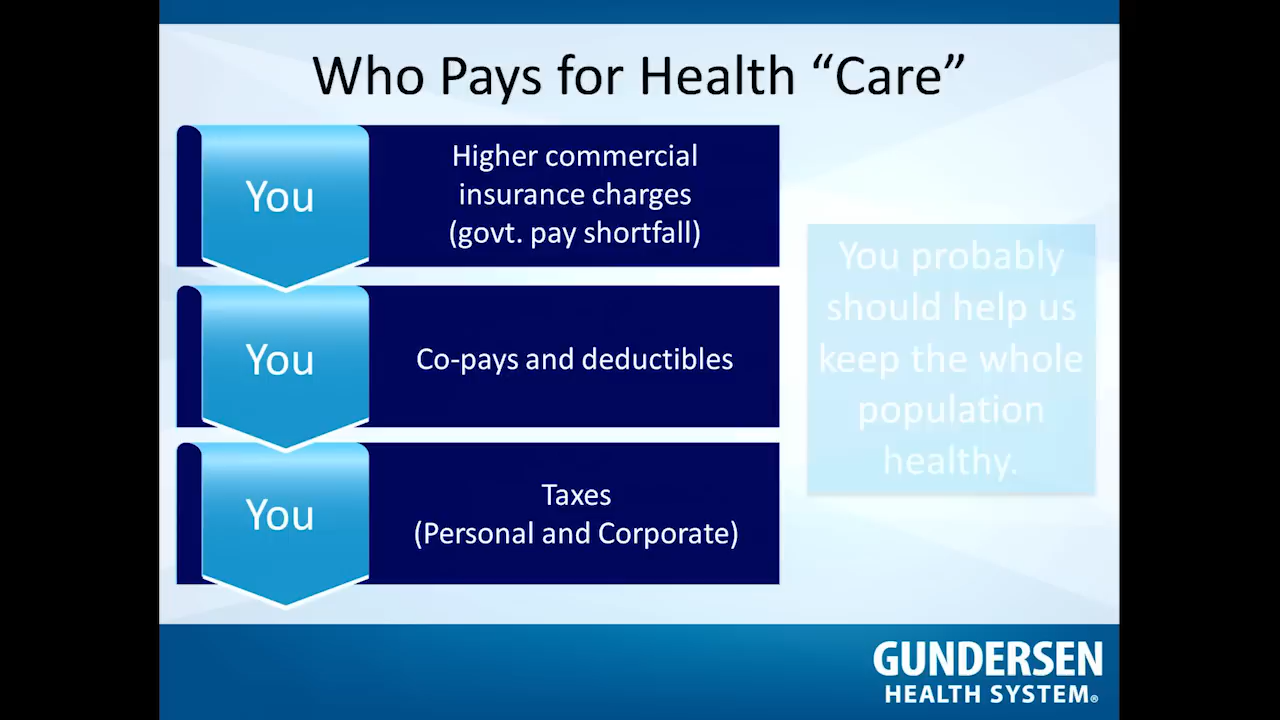 Who Pays for Health “Care”
You
Higher commercial
insurance charges
(govt. pay shortfall)
You
Co-pays and deductibles
You
Taxes
(Personal and Corporate)
You probably
should help us
keep the whole
population
healthy.
GUNDERSEN
HEALTH SYSTEM®